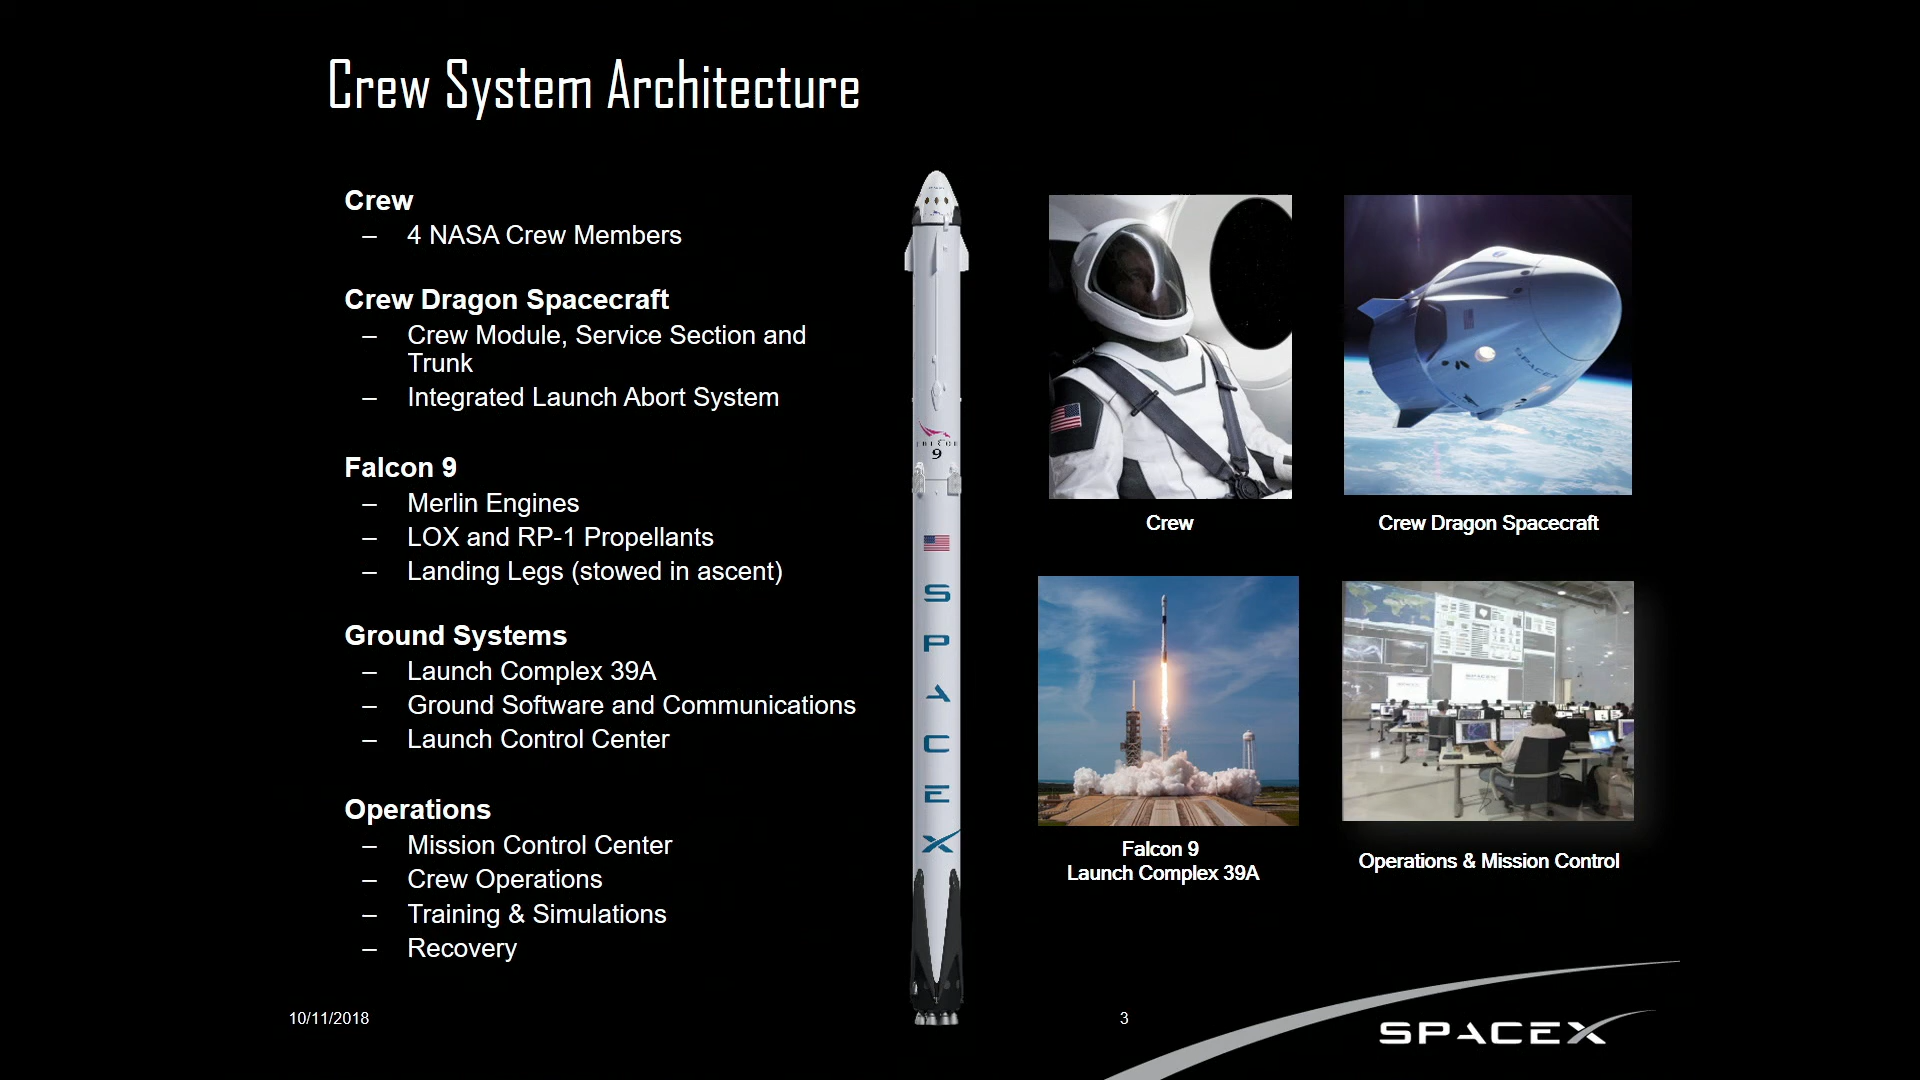 Crew System Architecture
Crew
– 4 NASA Crew Members
Crew Dragon Spacecraft
– Crew Module, Service Section and
Trunk
– Integrated Launch Abort System
Falcon 9
– Merlin Engines
– LOX and RP-1 Propellants
– Landing Legs (stowed in ascent)
Ground Systems
– Launch Complex 39A
– Ground Software and Communications
– Launch Control Center
Operations
– Mission Control Center
– Crew Operations
– Training & Simulations
– Recovery
FALCON
9
S
P
A
C
E
X
Crew
SPACEX
Crew Dragon Spacecraft
Falcon 9
Launch Complex 39A
Operations & Mission Control
10/11/2018
3
SPACEX